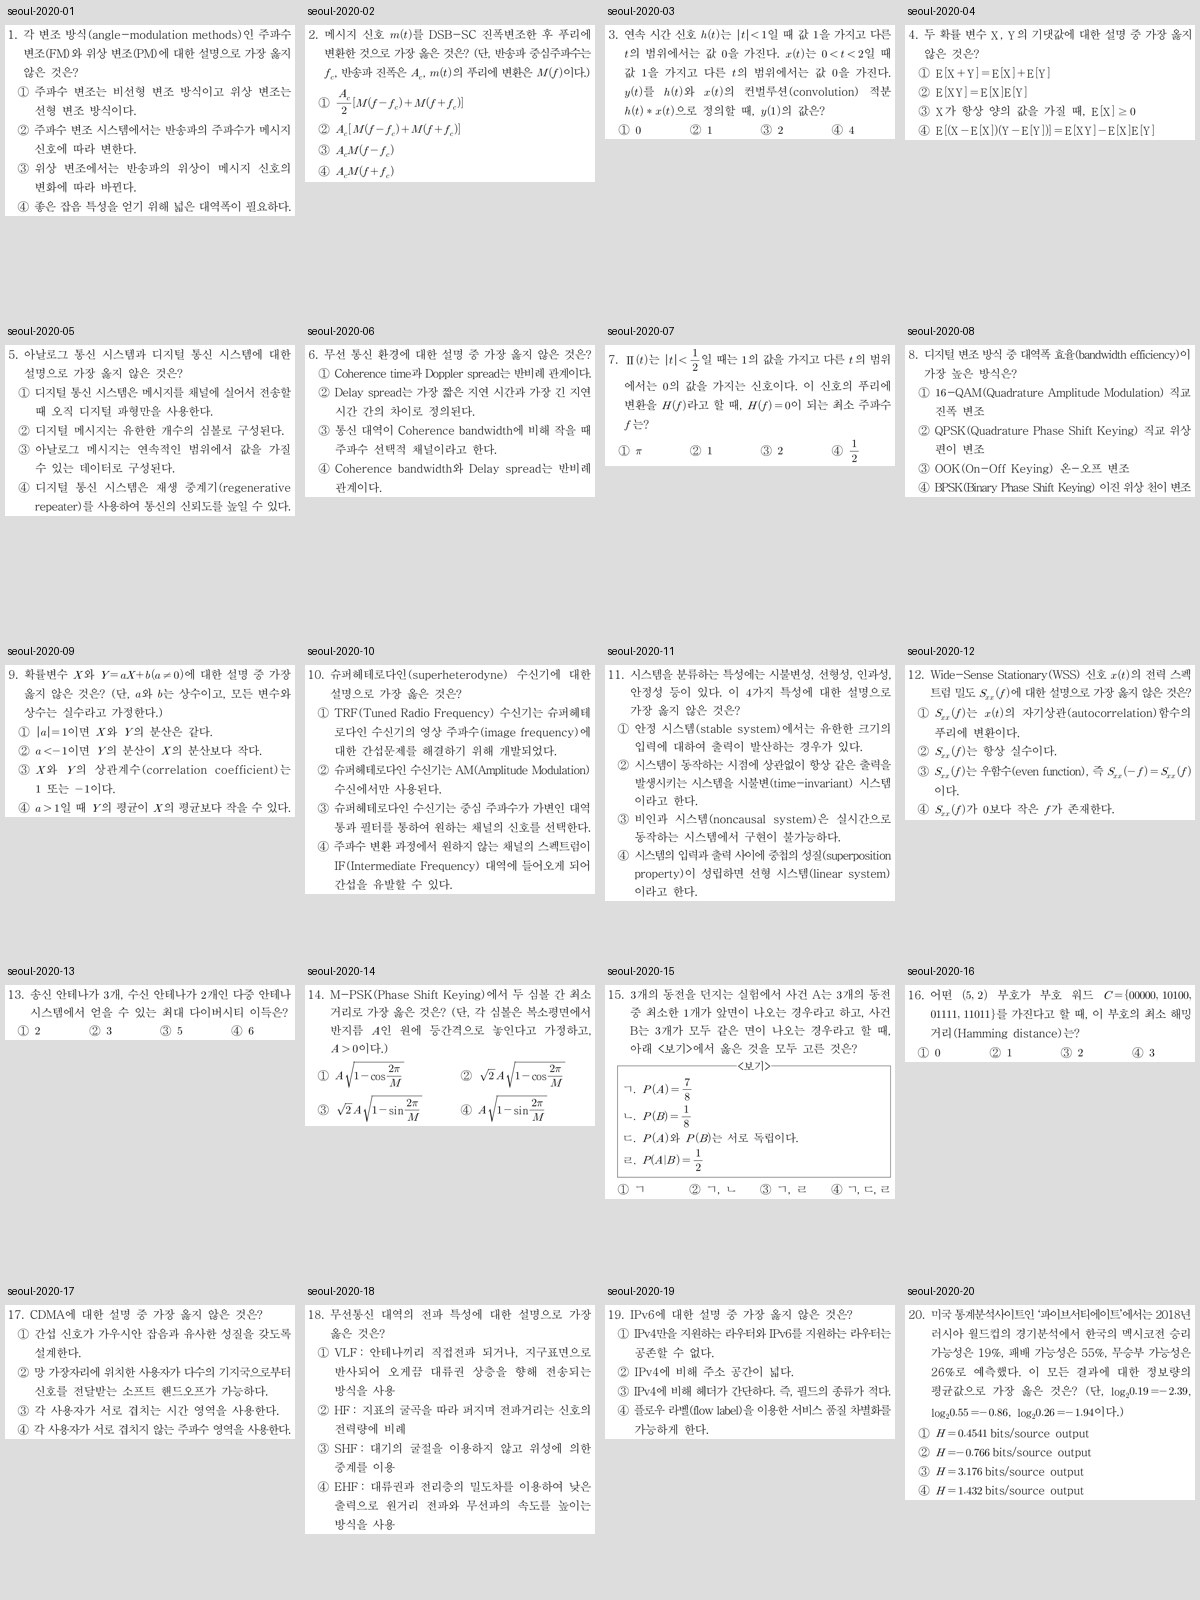 seoul-2020-01
1. 각 변조 방식(angle-modulation methods)인 주파수
변조(FM)와 위상 변조(PM)에 대한 설명으로 가장 옳지
않은 것은?
① 주파수 변조는 비선형 변조 방식이고 위상 변조는
선형 변조 방식이다.
② 주파수 변조 시스템에서는 반송파의 주파수가 메시지
신호에 따라 변한다.
③ 위상 변조에서는 반송파의 위상이 메시지 신호의
변화에 따라 바뀐다.
④ 좋은 잡음 특성을 얻기 위해 넓은 대역폭이 필요하다.
seoul-2020-02
2. 메시지 신호 m(t)를 DSB-SC 진폭변조한 후 푸리에
변환한 것으로 가장 옳은 것은? (단, 반송파 중심주파수는
f_c, 반송파 진폭은 A_c, m(t)의 푸리에 변환은 M(f)이다.)
① A_c/2 [M(f-f_c)+M(f+f_c)]
② A_c[M(f-f_c)+M(f+f_c)]
③ A_cM(f-f_c)
④ A_cM(f+f_c)
seoul-2020-03
3. 연속 시간 신호 h(t)는 |t|<1일 때 값 1을 가지고 다른
t의 범위에서는 값 0을 가진다. x(t)는 0<t<2일 때
값 1을 가지고 다른 t의 범위에서는 값 0을 가진다.
y(t)를 h(t)와 x(t)의 컨벌루션(convolution) 적분
h(t)*x(t)으로 정의할 때, y(1)의 값은?
① 0 ② 1 ③ 2 ④ 4
seoul-2020-04
4. 두 확률 변수 X, Y의 기댓값에 대한 설명 중 가장 옳지
않은 것은?
① E[X+Y]=E[X]+E[Y]
② E[XY]=E[X]E[Y]
③ X가 항상 양의 값을 가질 때, E[X]≥0
④ E[(X-E[X])(Y-E[Y])]=E[XY]-E[X]E[Y]
seoul-2020-05
5. 아날로그 통신 시스템과 디지털 통신 시스템에 대한
설명으로 가장 옳지 않은 것은?
① 디지털 통신 시스템은 메시지를 채널에 실어서 전송할
때 오직 디지털 파형만을 사용한다.
② 디지털 메시지는 유한한 개수의 심볼로 구성된다.
③ 아날로그 메시지는 연속적인 범위에서 값을 가질
수 있는 데이터로 구성된다.
④ 디지털 통신 시스템은 재생 중계기(regenerative
repeater)를 사용하여 통신의 신뢰도를 높일 수 있다.
seoul-2020-06
6. 무선 통신 환경에 대한 설명 중 가장 옳지 않은 것은?
① Coherence time과 Doppler spread는 반비례 관계이다.
② Delay spread는 가장 짧은 지연 시간과 가장 긴 지연
시간 간의 차이로 정의된다.
③ 통신 대역이 Coherence bandwidth에 비해 작을 때
주파수 선택적 채널이라고 한다.
④ Coherence bandwidth와 Delay spread는 반비례
관계이다.
seoul-2020-07
7. Π(t)는 |t|<1/2일 때는 1의 값을 가지고 다른 t의 범위
에서는 0의 값을 가지는 신호이다. 이 신호의 푸리에
변환을 H(f)라고 할 때, H(f)=0이 되는 최소 주파수
f는?
① π ② 1 ③ 2 ④ 1/2
seoul-2020-08
8. 디지털 변조 방식 중 대역폭 효율(bandwidth efficiency)이
가장 높은 방식은?
① 16-QAM(Quadrature Amplitude Modulation) 직교
진폭 변조
② QPSK(Quadrature Phase Shift Keying) 직교 위상
편이 변조
③ OOK(On-Off Keying) 온-오프 변조
④ BPSK(Binary Phase Shift Keying) 이진 위상 천이 변조
seoul-2020-09
9. 확률변수 X와 Y=aX+b(a≠0)에 대한 설명 중 가장
옳지 않은 것은? (단, a와 b는 상수이고, 모든 변수와
상수는 실수라고 가정한다.)
① |a|=1이면 X와 Y의 분산은 같다.
② a<-1이면 Y의 분산이 X의 분산보다 작다.
③ X와 Y의 상관계수(correlation coefficient)는
1 또는 -1이다.
④ a>1일 때 Y의 평균이 X의 평균보다 작을 수 있다.
seoul-2020-10
10. 슈퍼헤테로다인(superheterodyne) 수신기에 대한
설명으로 가장 옳은 것은?
① TRF(Tuned Radio Frequency) 수신기는 슈퍼헤테
로다인 수신기의 영상 주파수(image frequency)에
대한 간섭문제를 해결하기 위해 개발되었다.
② 슈퍼헤테로다인 수신기는 AM(Amplitude Modulation)
수신에서만 사용된다.
③ 슈퍼헤테로다인 수신기는 중심 주파수가 가변인 대역
통과 필터를 통하여 원하는 채널의 신호를 선택한다.
④ 주파수 변환 과정에서 원하지 않는 채널의 스펙트럼이
IF(Intermediate Frequency) 대역에 들어오게 되어
간섭을 유발할 수 있다.
seoul-2020-11
11. 시스템을 분류하는 특성에는 시불변성, 선형성, 인과성,
안정성 등이 있다. 이 4가지 특성에 대한 설명으로
가장 옳지 않은 것은?
① 안정 시스템(stable system)에서는 유한한 크기의
입력에 대하여 출력이 발산하는 경우가 있다.
② 시스템이 동작하는 시점에 상관없이 항상 같은 출력을
발생시키는 시스템을 시불변(time-invariant) 시스템
이라고 한다.
③ 비인과 시스템(noncausal system)은 실시간으로
동작하는 시스템에서 구현이 불가능하다.
④ 시스템의 입력과 출력 사이에 중첩의 성질(superposition
property)이 성립하면 선형 시스템(linear system)
이라고 한다.
seoul-2020-12
12. Wide-Sense Stationary(WSS) 신호 x(t)의 전력 스펙
트럼 밀도 S_xx(f)에 대한 설명으로 가장 옳지 않은 것은?
① S_xx(f)는 x(t)의 자기상관(autocorrelation)함수의
푸리에 변환이다.
② S_xx(f)는 항상 실수이다.
③ S_xx(f)는 우함수(even function), 즉 S_xx(-f)=S_xx(f)
이다.
④ S_xx(f)가 0보다 작은 f가 존재한다.
seoul-2020-13
13. 송신 안테나가 3개, 수신 안테나가 2개인 다중 안테나
시스템에서 얻을 수 있는 최대 다이버시티 이득은?
① 2 ② 3 ③ 5 ④ 6
seoul-2020-14
14. M-PSK(Phase Shift Keying)에서 두 심볼 간 최소
거리로 가장 옳은 것은? (단, 각 심볼은 복소평면에서
반지름 A인 원에 등간격으로 놓인다고 가정하고,
A>0이다.)
① A√(1-cos 2π/M) ② √2 A√(1-cos 2π/M)
③ √2 A√(1-sin 2π/M) ④ A√(1-sin 2π/M)
seoul-2020-15
15. 3개의 동전을 던지는 실험에서 사건 A는 3개의 동전
중 최소한 1개가 앞면이 나오는 경우라고 하고, 사건
B는 3개가 모두 같은 면이 나오는 경우라고 할 때,
아래 <보기>에서 옳은 것을 모두 고른 것은?
<보기>
ㄱ. P(A)=7/8
ㄴ. P(B)=1/8
ㄷ. P(A)와 P(B)는 서로 독립이다.
ㄹ. P(A|B)=1/2
① ㄱ ② ㄱ, ㄴ ③ ㄱ, ㄹ ④ ㄱ, ㄷ, ㄹ
seoul-2020-16
16. 어떤 (5, 2) 부호가 부호 워드 C={00000, 10100,
01111, 11011}를 가진다고 할 때, 이 부호의 최소 해밍
거리(Hamming distance)는?
① 0 ② 1 ③ 2 ④ 3
seoul-2020-17
17. CDMA에 대한 설명 중 가장 옳지 않은 것은?
① 간섭 신호가 가우시안 잡음과 유사한 성질을 갖도록
설계한다.
② 망 가장자리에 위치한 사용자가 다수의 기지국으로부터
신호를 전달받는 소프트 핸드오프가 가능하다.
③ 각 사용자가 서로 겹치는 시간 영역을 사용한다.
④ 각 사용자가 서로 겹치지 않는 주파수 영역을 사용한다.
seoul-2020-18
18. 무선통신 대역의 전파 특성에 대한 설명으로 가장
옳은 것은?
① VLF : 안테나끼리 직접전파 되거나, 지구표면으로
반사되어 오게끔 대류권 상층을 향해 전송되는
방식을 사용
② HF : 지표의 굴곡을 따라 퍼지며 전파거리는 신호의
전력량에 비례
③ SHF : 대기의 굴절을 이용하지 않고 위성에 의한
중계를 이용
④ EHF : 대류권과 전리층의 밀도차를 이용하여 낮은
출력으로 원거리 전파와 무선파의 속도를 높이는
방식을 사용
seoul-2020-19
19. IPv6에 대한 설명 중 가장 옳지 않은 것은?
① IPv4만을 지원하는 라우터와 IPv6를 지원하는 라우터는
공존할 수 없다.
② IPv4에 비해 주소 공간이 넓다.
③ IPv4에 비해 헤더가 간단하다. 즉, 필드의 종류가 적다.
④ 플로우 라벨(flow label)을 이용한 서비스 품질 차별화를
가능하게 한다.
seoul-2020-20
20. 미국 통계분석사이트인 ‘파이브서티에이트’에서는 2018년
러시아 월드컵의 경기분석에서 한국의 멕시코전 승리
가능성은 19%, 패배 가능성은 55%, 무승부 가능성은
26%로 예측했다. 이 모든 결과에 대한 정보량의
평균값으로 가장 옳은 것은? (단, log₂0.19=-2.39,
log₂0.55=-0.86, log₂0.26=-1.94이다.)
① H=0.4541 bits/source output
② H=-0.766 bits/source output
③ H=3.176 bits/source output
④ H=1.432 bits/source output